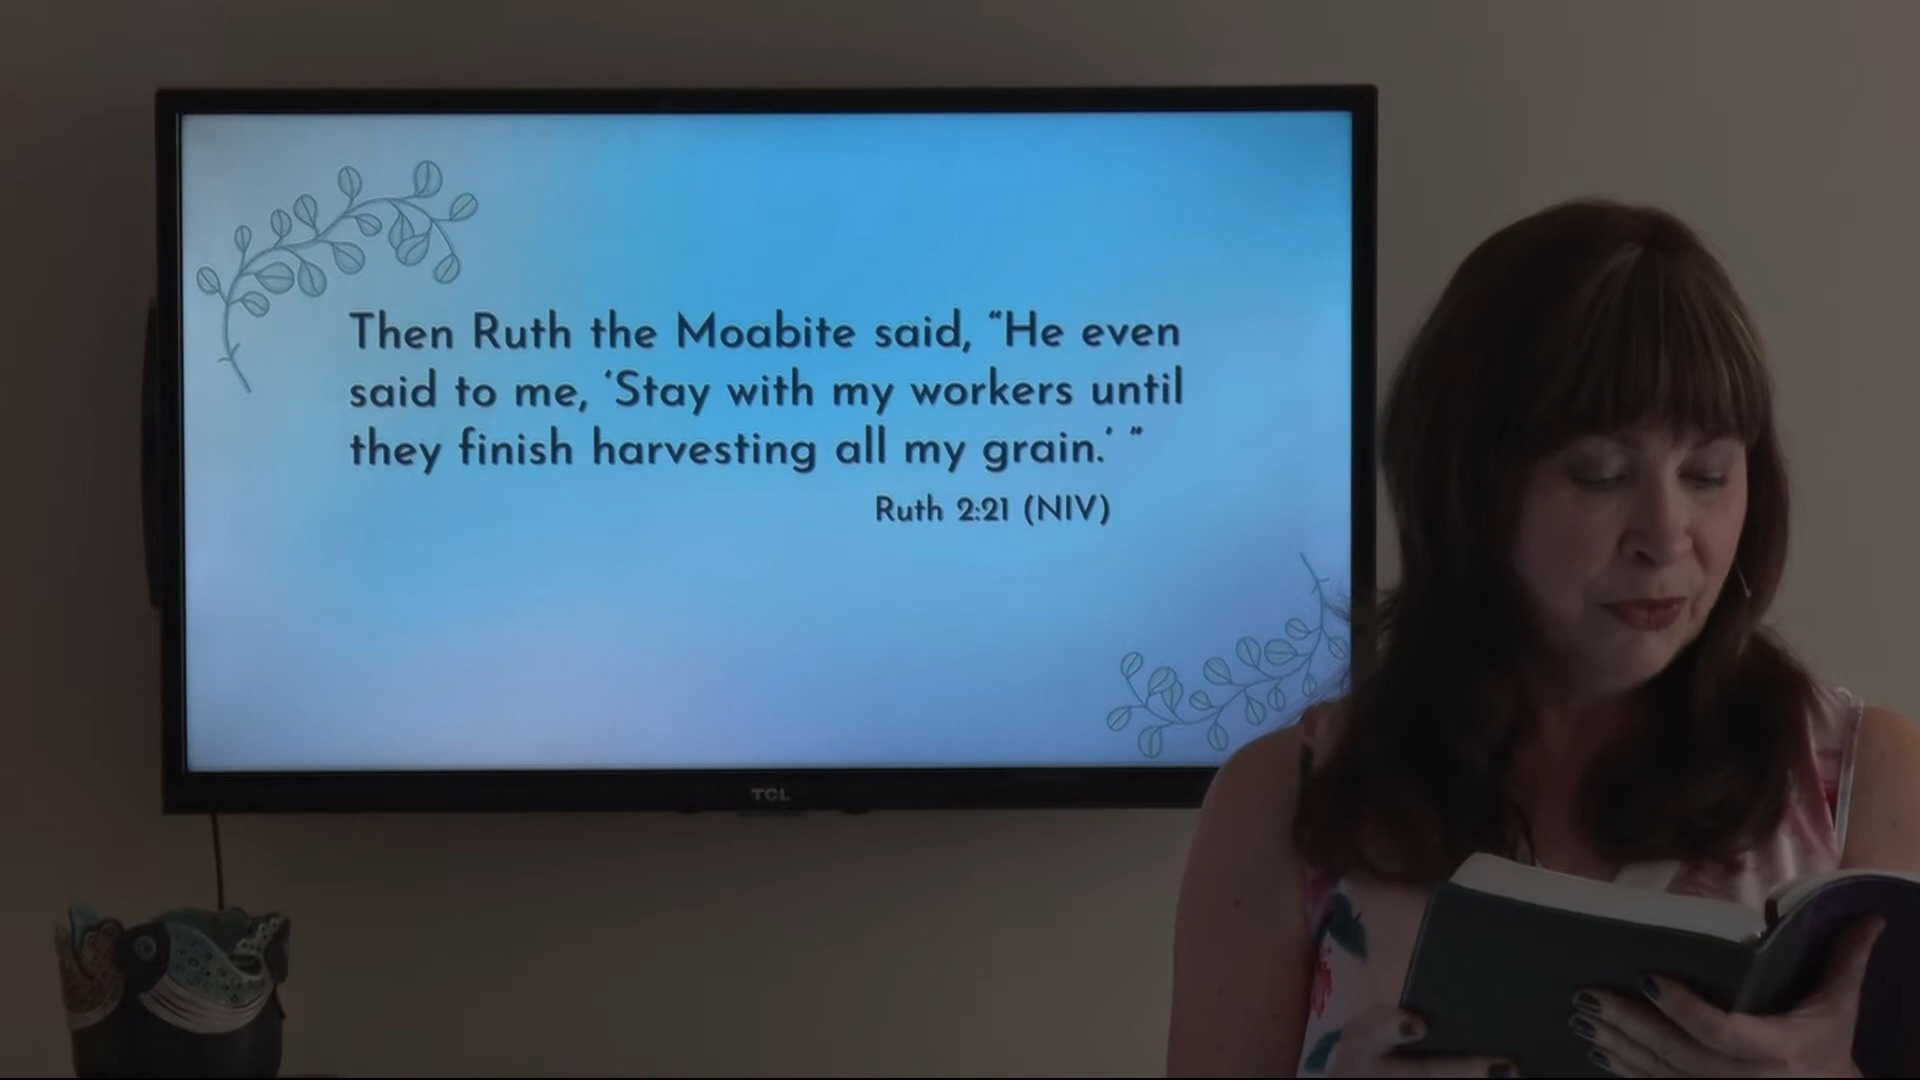 Then Ruth the Moabite said, “He even
said to me, ‘Stay with my workers until
they finish harvesting all my grain.’ ”
Ruth 2:21 (NIV)
TCL